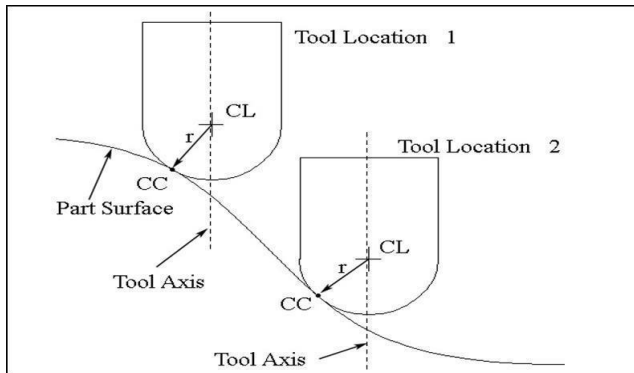 Tool Location 1
CL
r
CC
Tool Location 2
Part Surface
CL
Tool Axis
r
CC
Tool Axis